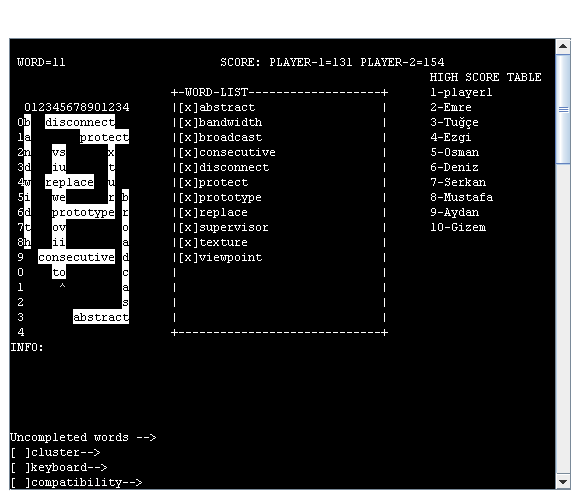 WORD=11 SCORE: PLAYER-1=131 PLAYER-2=154
HIGH SCORE TABLE
+-WORD-LIST-------------------+ 1-player1
012345678901234 |[x]abstract | 2-Emre
0b disconnect |[x]bandwidth | 3-Tuğçe
1a protect |[x]broadcast | 4-Ezgi
2n vs x |[x]consecutive | 5-Osman
3d iu t |[x]disconnect | 6-Deniz
4w replace u |[x]protect | 7-Serkan
5i we r b |[x]prototype | 8-Mustafa
6d prototype r |[x]replace | 9-Aydan
7t ov o |[x]supervisor | 10-Gizem
8h ii a |[x]texture |
9 consecutive d |[x]viewpoint |
0 to c | |
1 ^ a | |
2 s | |
3 abstract | |
4 +-----------------------------+
INFO:
Uncompleted words -->
[ ]cluster-->
[ ]keyboard-->
[ ]compatibility-->